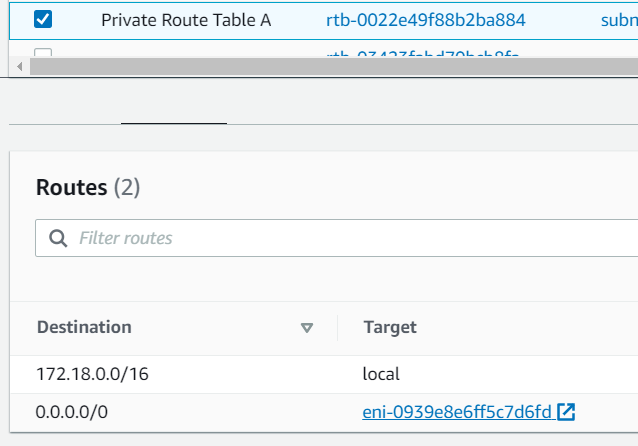 Private Route Table A rtb-0022e49f88b2ba884 subn
Routes (2)
Filter routes
Destination Target
172.18.0.0/16 local
0.0.0.0/0 eni-0939e8e6ff5c7d6fd